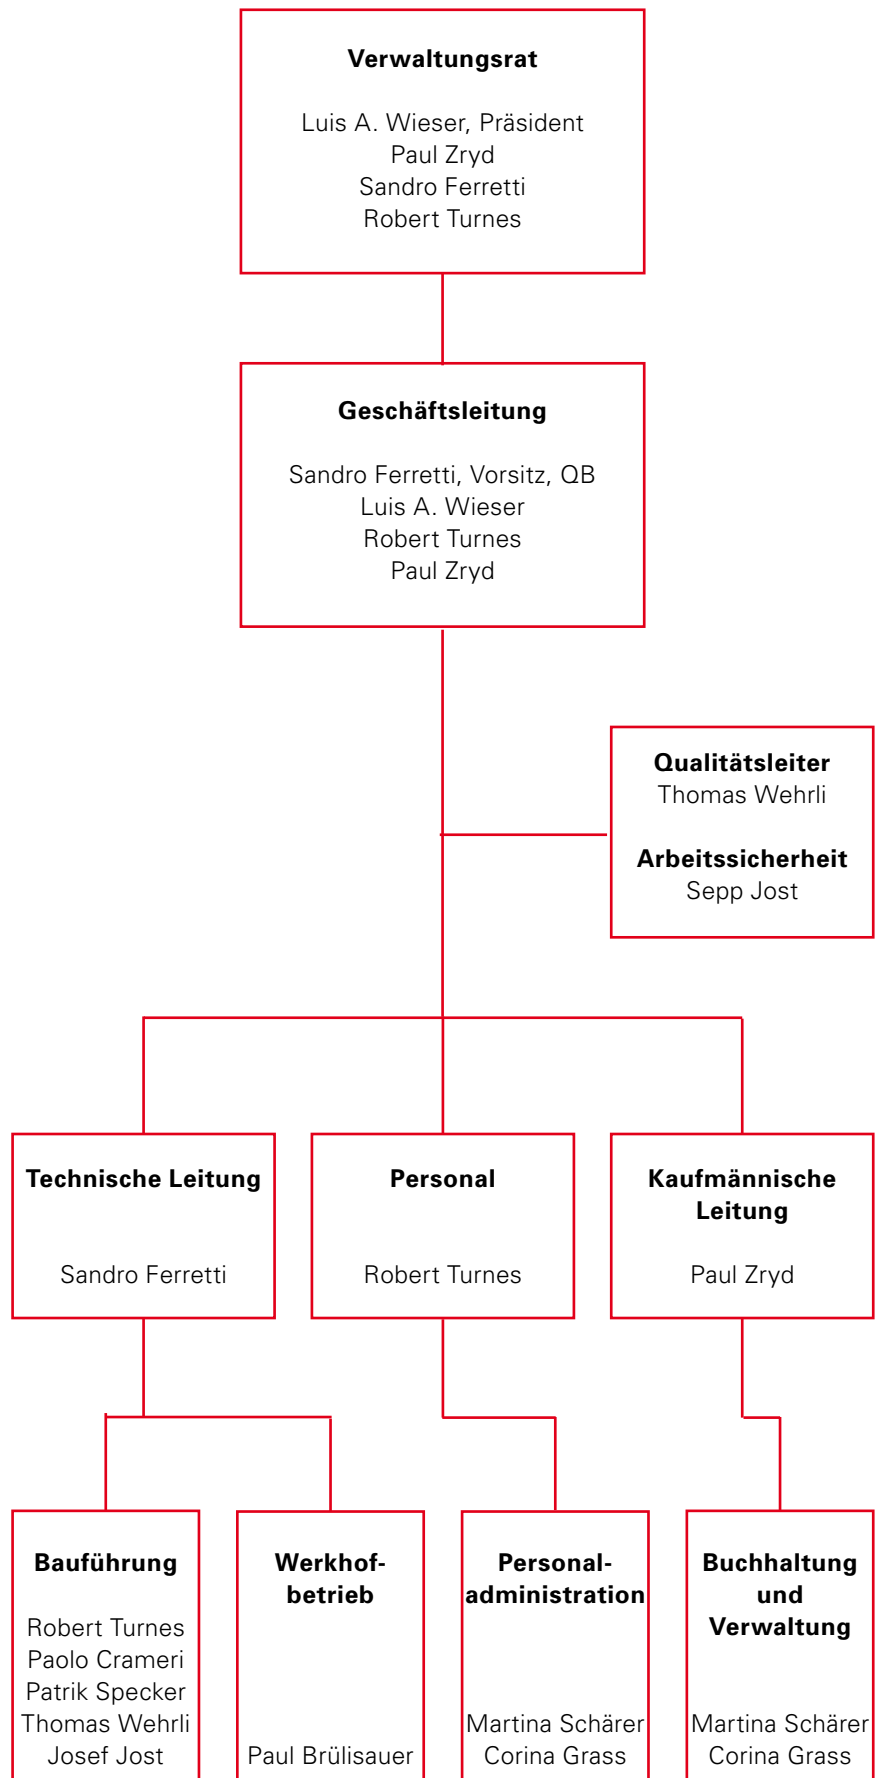 Verwaltungsrat
Luis A. Wieser, Präsident
Paul Zryd
Sandro Ferretti
Robert Turnes
Geschäftsleitung
Sandro Ferretti, Vorsitz, QB
Luis A. Wieser
Robert Turnes
Paul Zryd
Qualitätsleiter
Thomas Wehrli
Arbeitssicherheit
Sepp Jost
Technische Leitung
Sandro Ferretti
Personal
Robert Turnes
Kaufmännische
Leitung
Paul Zryd
Bauführung
Robert Turnes
Paolo Crameri
Patrik Specker
Thomas Wehrli
Josef Jost
Werkhof-
betrieb
Paul Brülisauer
Personal-
administration
Martina Schärer
Corina Grass
Buchhaltung
und
Verwaltung
Martina Schärer
Corina Grass